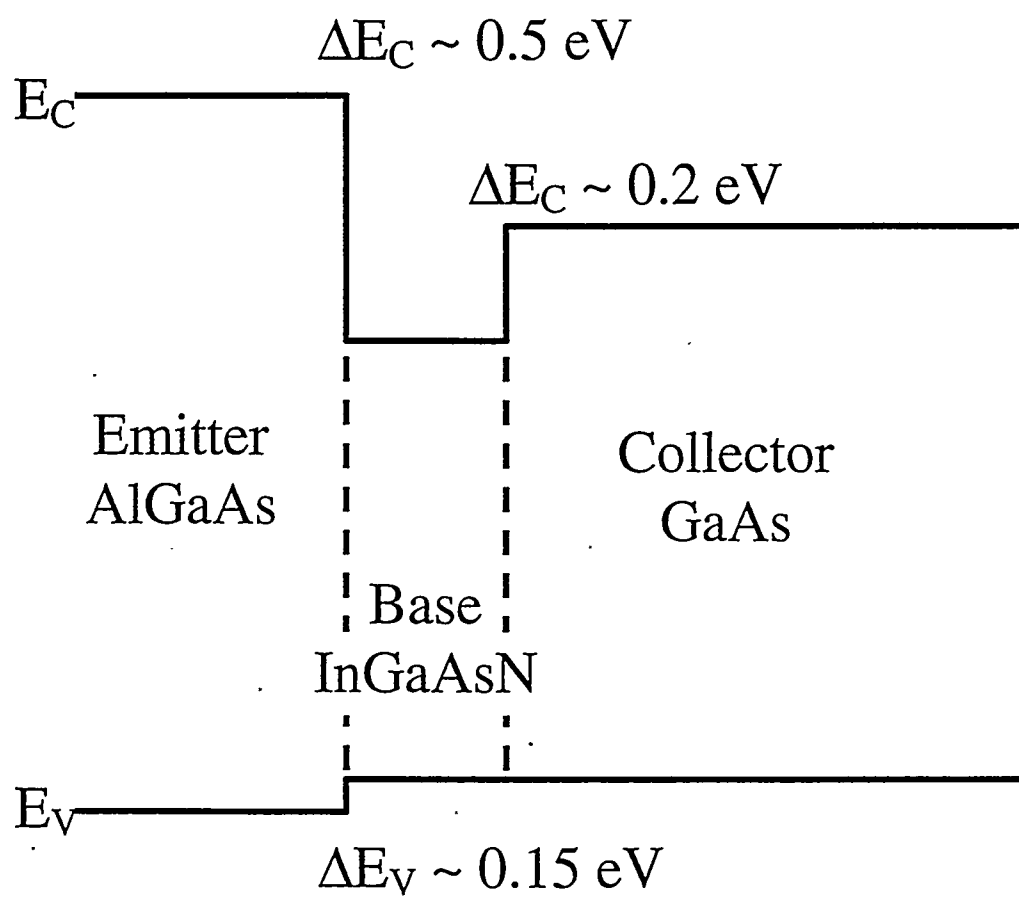 ΔE_C ~ 0.5 eV
E_C
ΔE_C ~ 0.2 eV
Emitter
AlGaAs
Collector
GaAs
Base
InGaAsN
E_V
ΔE_V ~ 0.15 eV